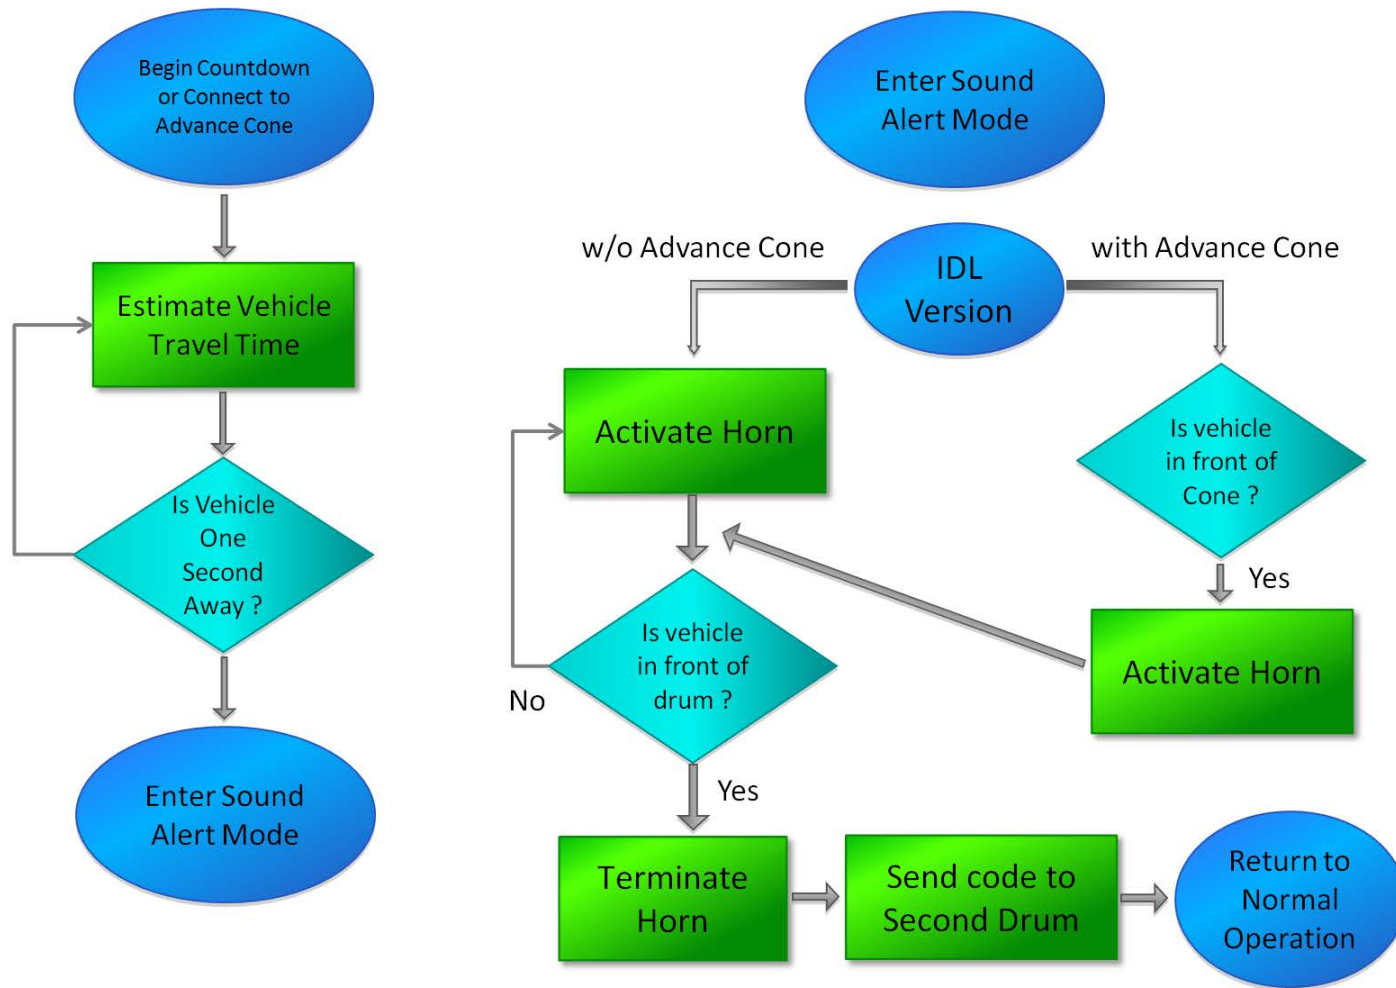 Begin Countdown
or Connect to
Advance Cone
Estimate Vehicle
Travel Time
Is Vehicle
One
Second
Away ?
Enter Sound
Alert Mode
Enter Sound
Alert Mode
w/o Advance Cone
IDL
Version
with Advance Cone
Activate Horn
Is vehicle
in front of
Cone ?
Yes
Activate Horn
Is vehicle
in front of
drum ?
No
Yes
Terminate
Horn
Send code to
Second Drum
Return to
Normal
Operation